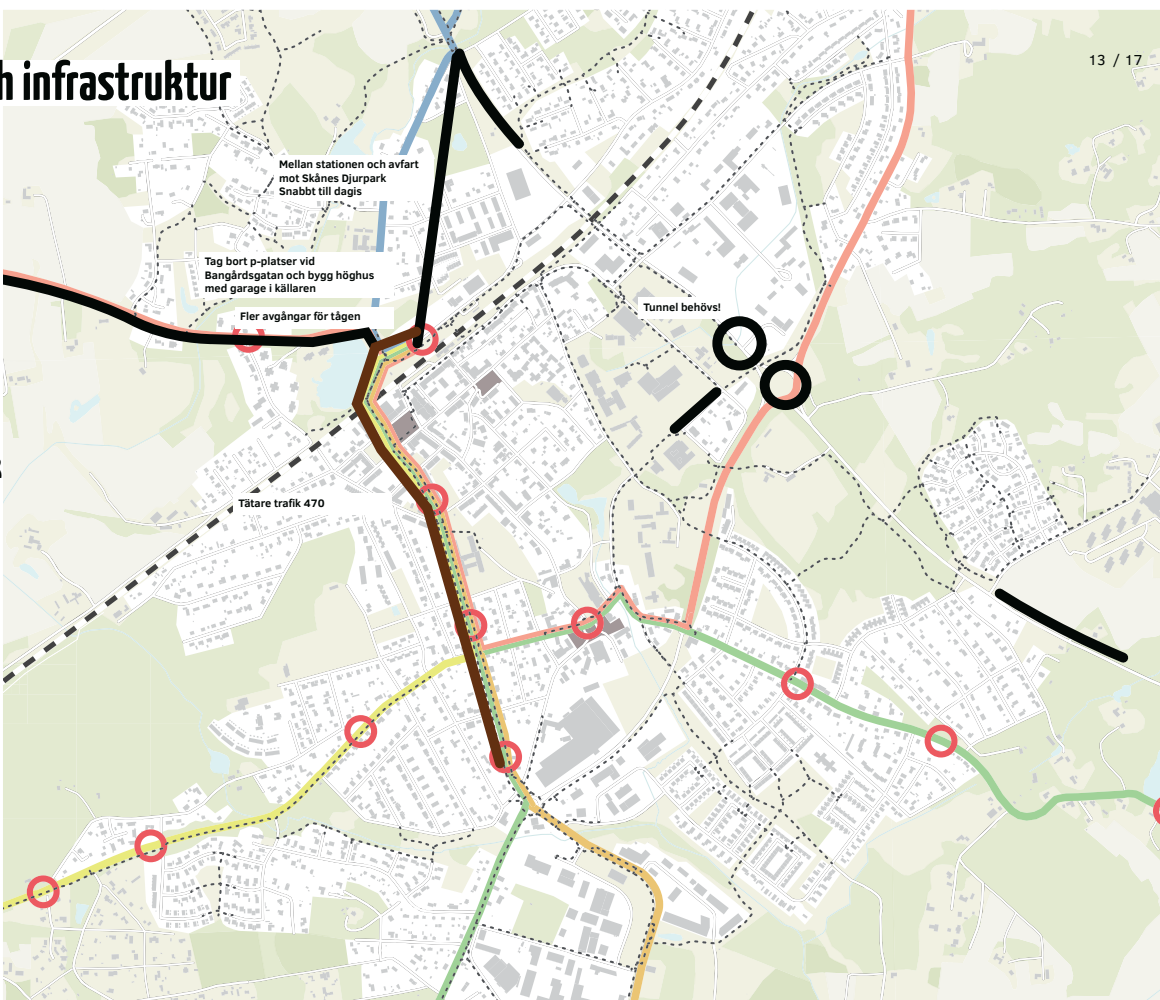 h infrastruktur
13 / 17
Mellan stationen och avfart
mot Skånes Djurpark
Snabbt till dagis
Tag bort p-platser vid
Bangårdsgatan och bygg höghus
med garage i källaren
Fler avgångar för tågen
Tunnel behövs!
Tätare trafik 470